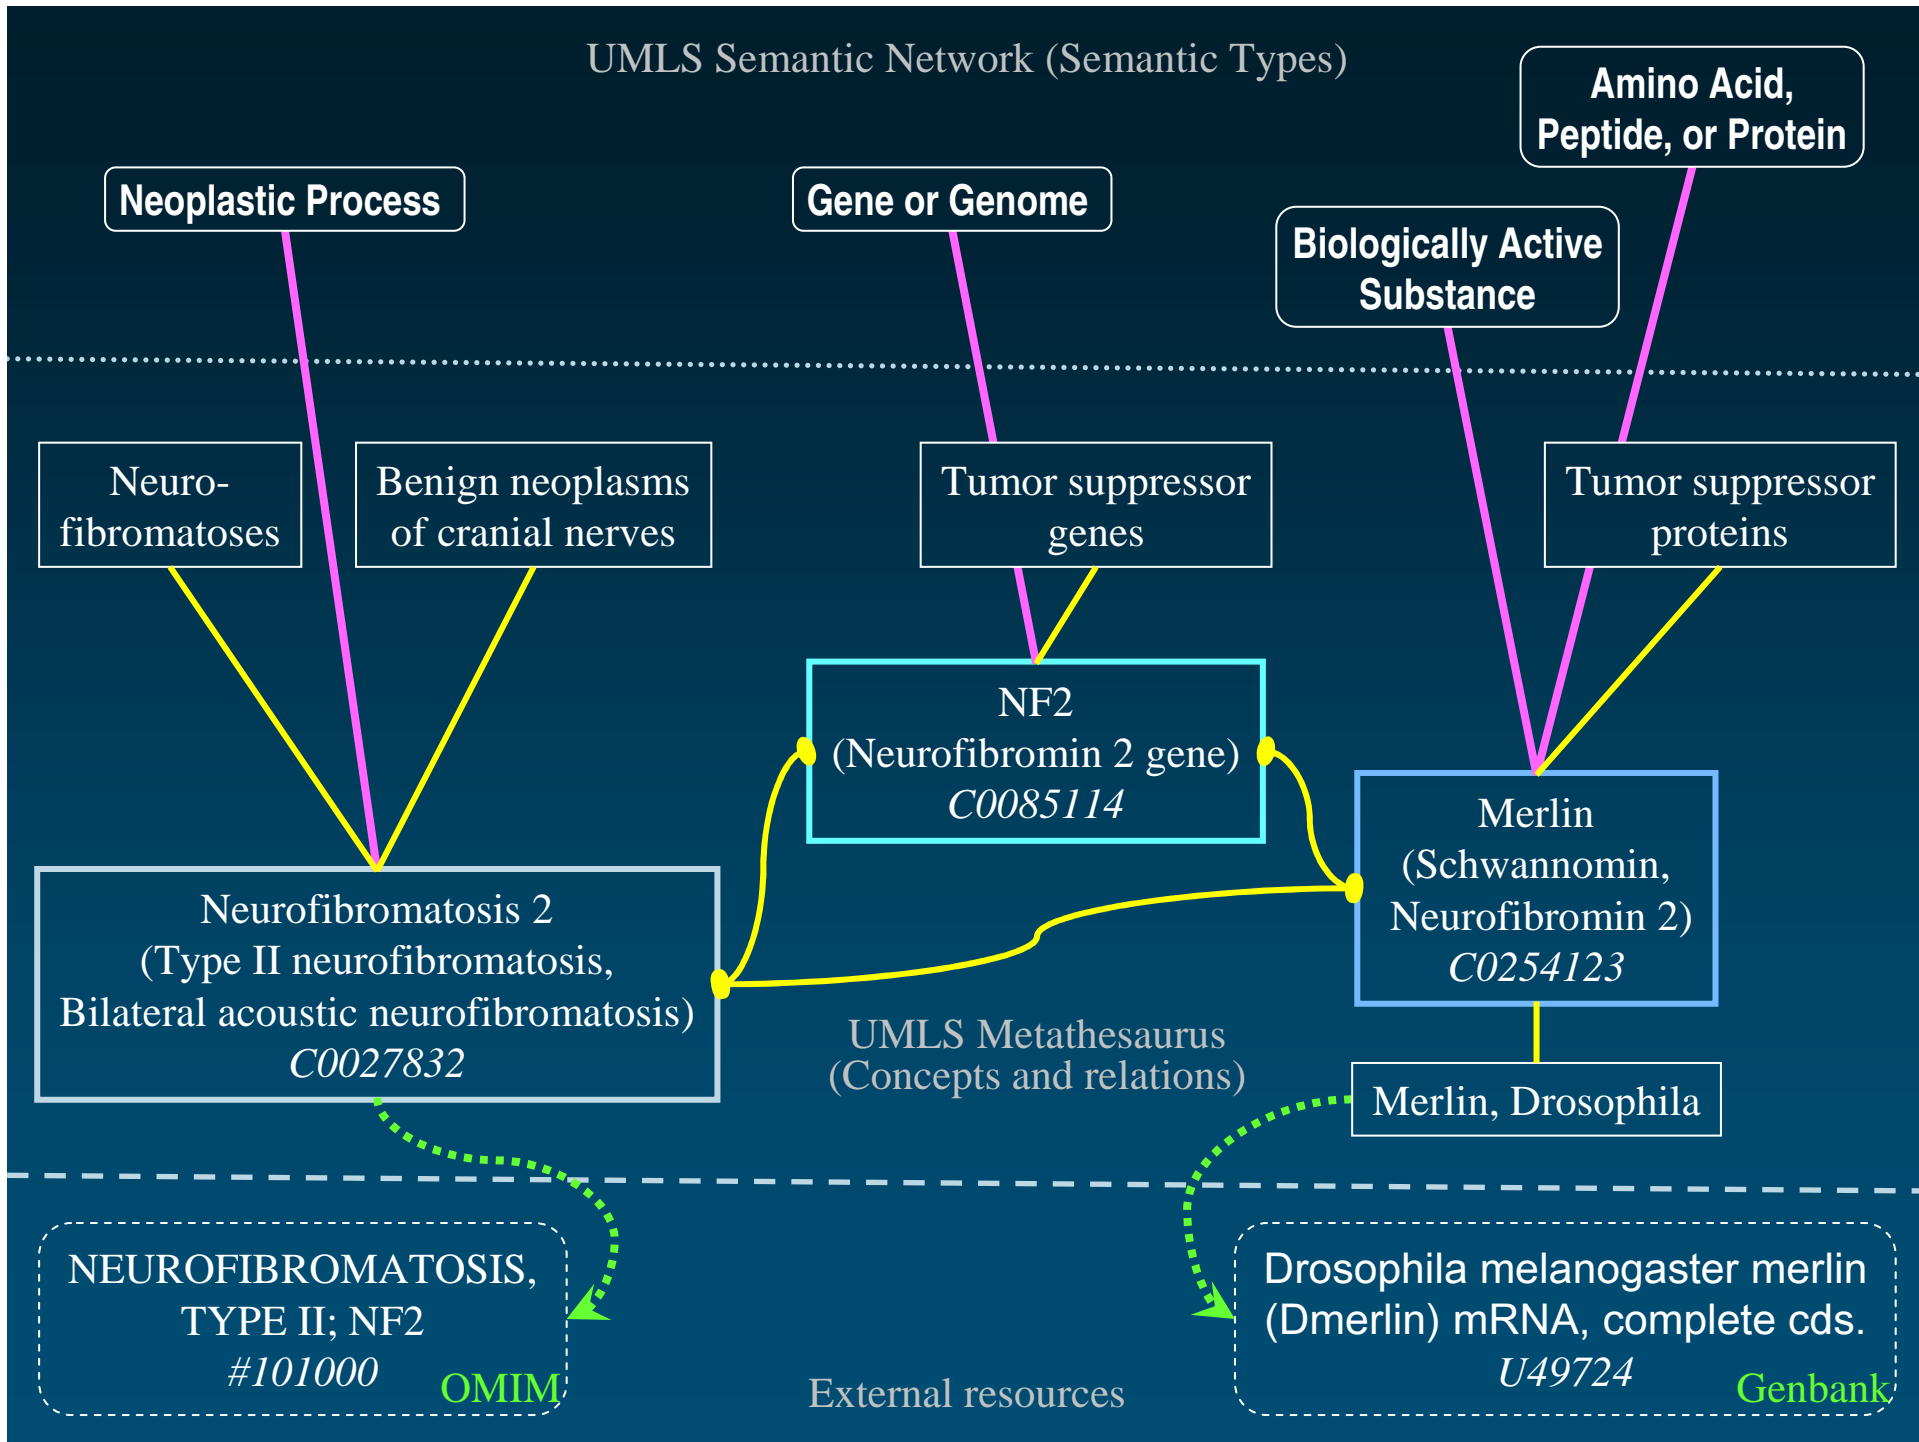 UMLS Semantic Network (Semantic Types)
Amino Acid,
Peptide, or Protein
Neoplastic Process
Gene or Genome
Biologically Active
Substance
Neuro-
fibromatoses
Benign neoplasms
of cranial nerves
Tumor suppressor
genes
Tumor suppressor
proteins
NF2
(Neurofibromin 2 gene)
C0085114
Merlin
(Schwannomin,
Neurofibromin 2)
C0254123
Neurofibromatosis 2
(Type II neurofibromatosis,
Bilateral acoustic neurofibromatosis)
C0027832
UMLS Metathesaurus
(Concepts and relations)
Merlin, Drosophila
NEUROFIBROMATOSIS,
TYPE II; NF2
#101000
OMIM
External resources
Drosophila melanogaster merlin
(Dmerlin) mRNA, complete cds.
U49724
Genbank